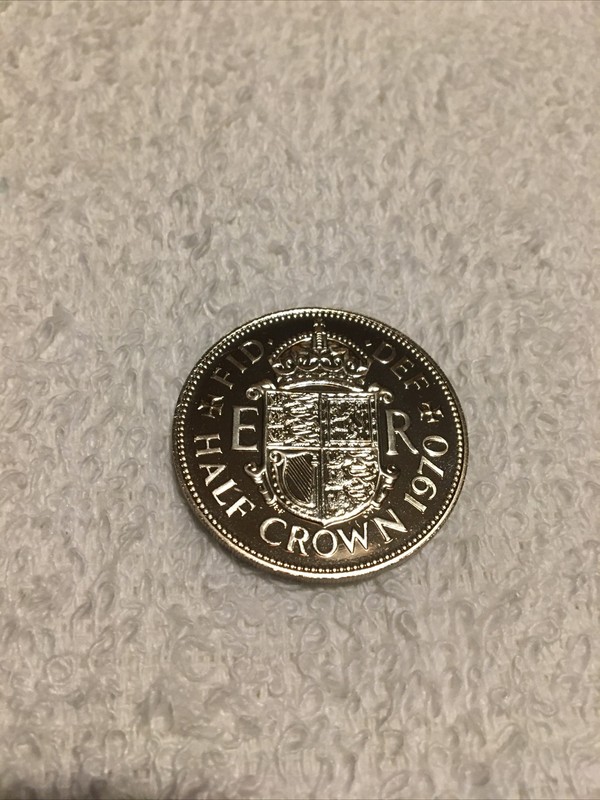 FID· ·DEF
E R
HALF CROWN 1970